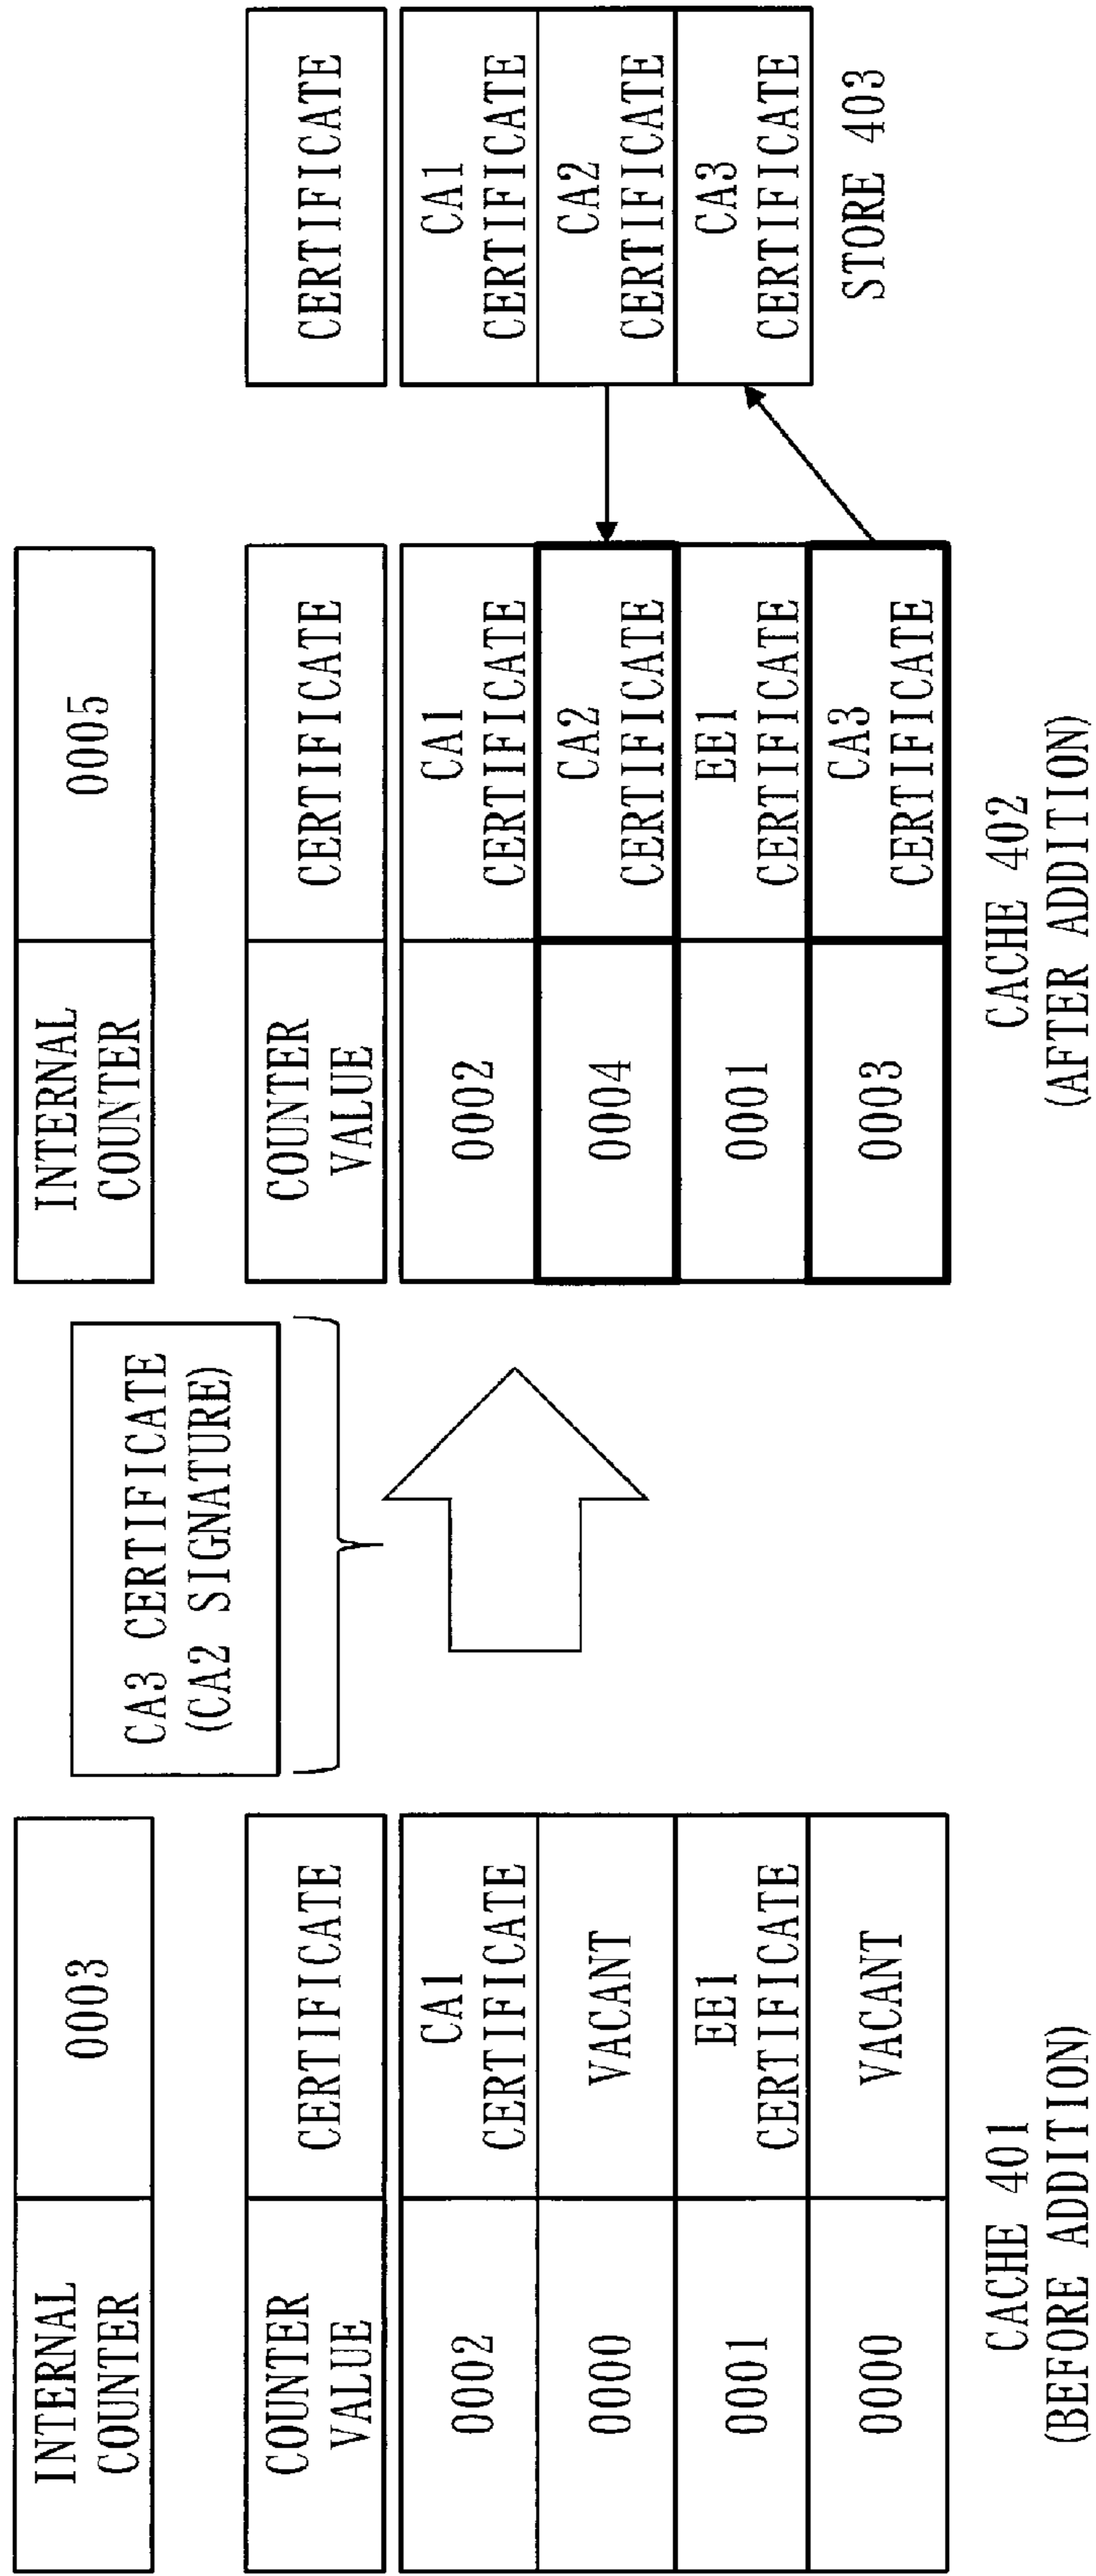 INTERNAL
COUNTER
0003
COUNTER
VALUE
CERTIFICATE
0002
CA1
CERTIFICATE
0000
VACANT
0001
EE1
CERTIFICATE
0000
VACANT
CACHE 401
(BEFORE ADDITION)
CA3 CERTIFICATE
(CA2 SIGNATURE)
INTERNAL
COUNTER
0005
COUNTER
VALUE
CERTIFICATE
0002
CA1
CERTIFICATE
0004
CA2
CERTIFICATE
0001
EE1
CERTIFICATE
0003
CA3
CERTIFICATE
CACHE 402
(AFTER ADDITION)
CERTIFICATE
CA1
CERTIFICATE
CA2
CERTIFICATE
CA3
CERTIFICATE
STORE 403